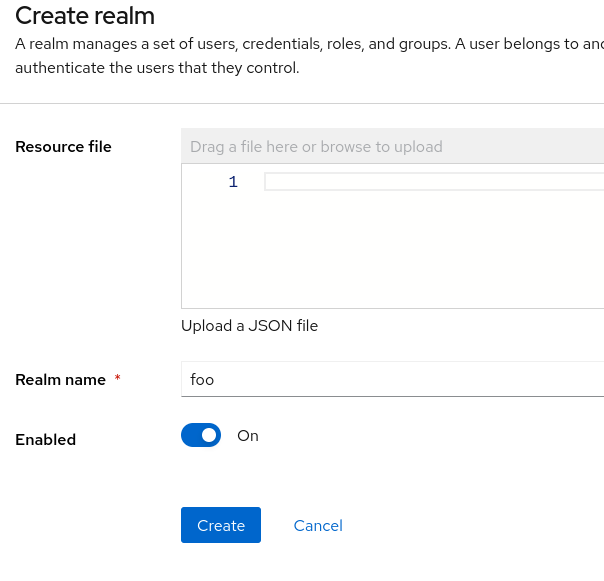 Create realm
A realm manages a set of users, credentials, roles, and groups. A user belongs to and
authenticate the users that they control.
Resource file
Drag a file here or browse to upload
1
Upload a JSON file
Realm name *
foo
Enabled
On
Create Cancel